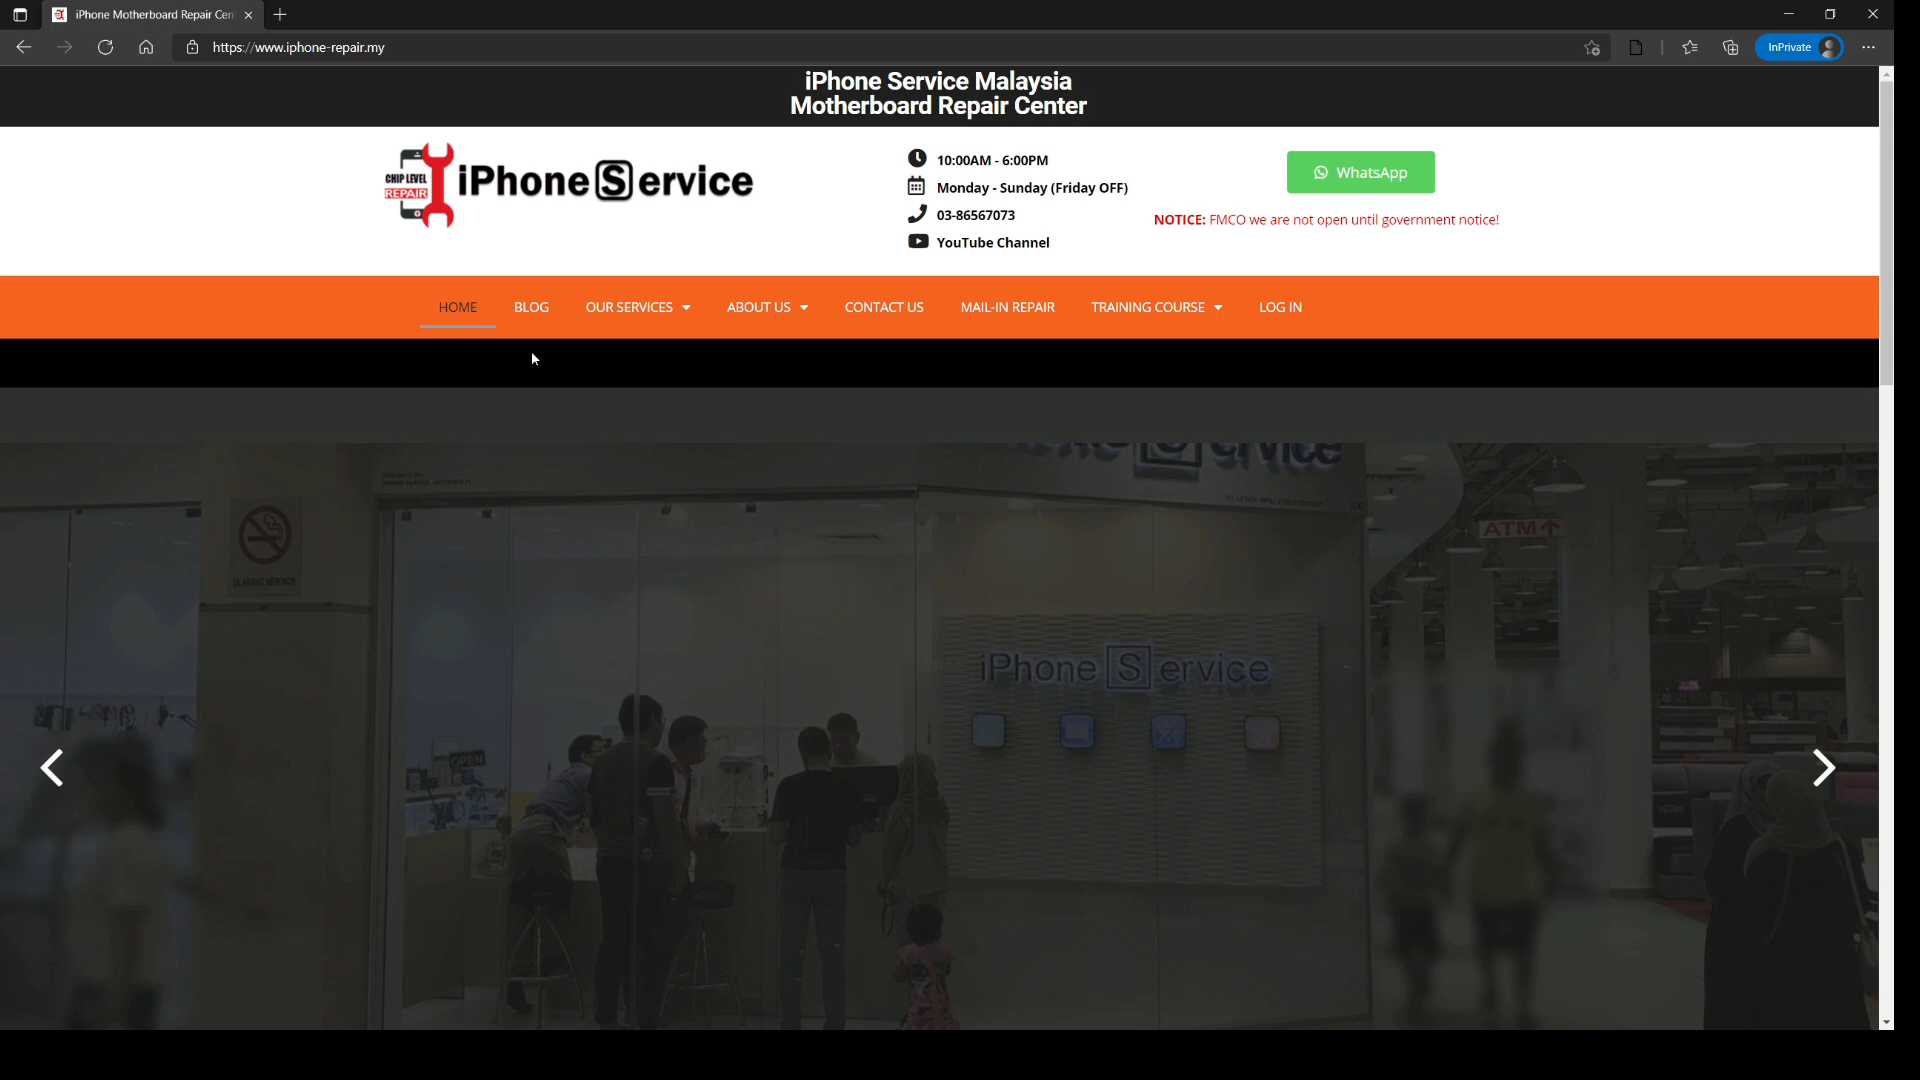 iPhone Motherboard Repair Cen
https://www.iphone-repair.my
InPrivate
iPhone Service Malaysia
Motherboard Repair Center
CHIP LEVEL
REPAIR
iPhone Service
10:00AM - 6:00PM
Monday - Sunday (Friday OFF)
03-86567073
YouTube Channel
WhatsApp
NOTICE: FMCO we are not open until government notice!
HOME
BLOG
OUR SERVICES
ABOUT US
CONTACT US
MAIL-IN REPAIR
TRAINING COURSE
LOG IN
ATM
DILARANG MEROKOK
iPhone Service
OPEN